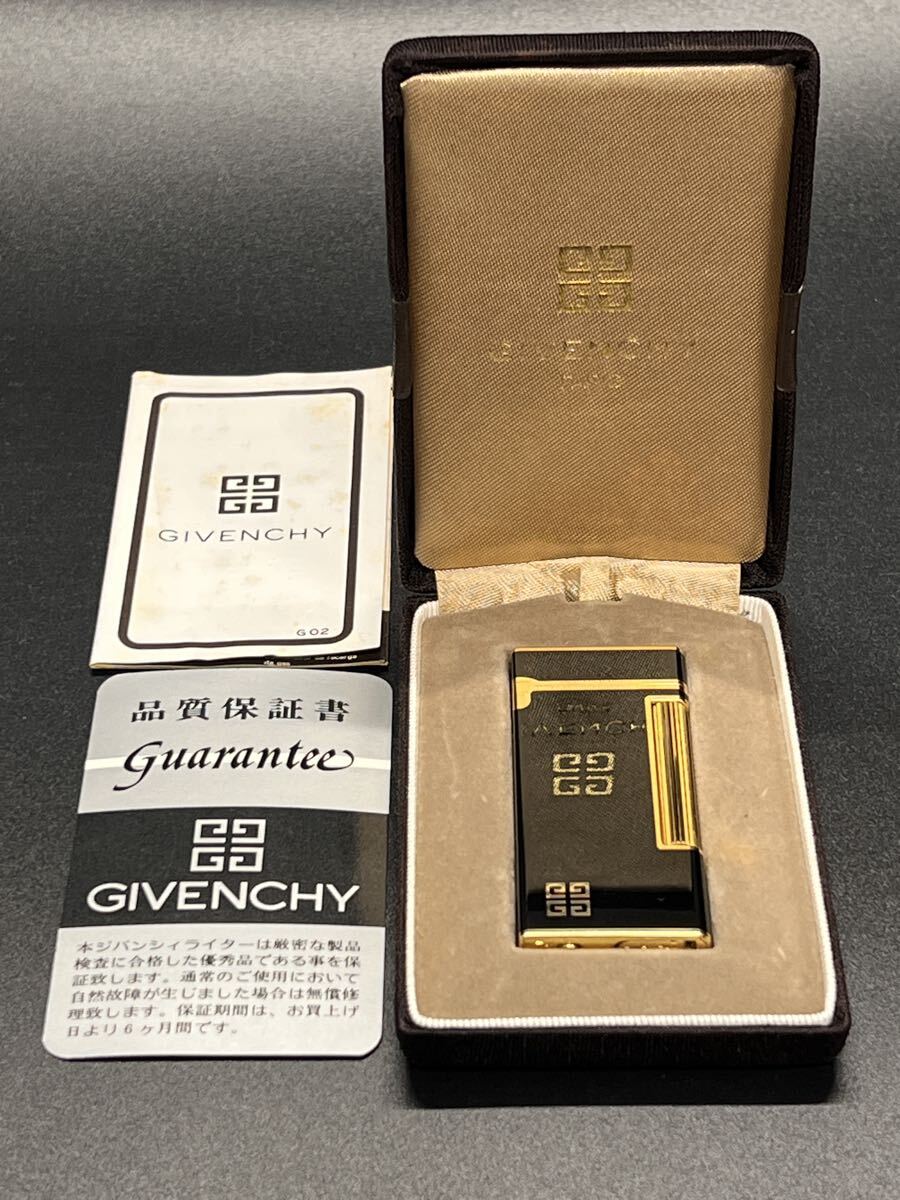 GIVENCHY
GIVENCHY
G02
品質保証書
Guarantee
GIVENCHY
本ジバンシィライターは厳密な製品
検査に合格した優秀品である事を保
証致します。通常のご使用において
自然故障が生じました場合は無償修
理致します。保証期間は、お買上げ
日より6ヶ月間です。